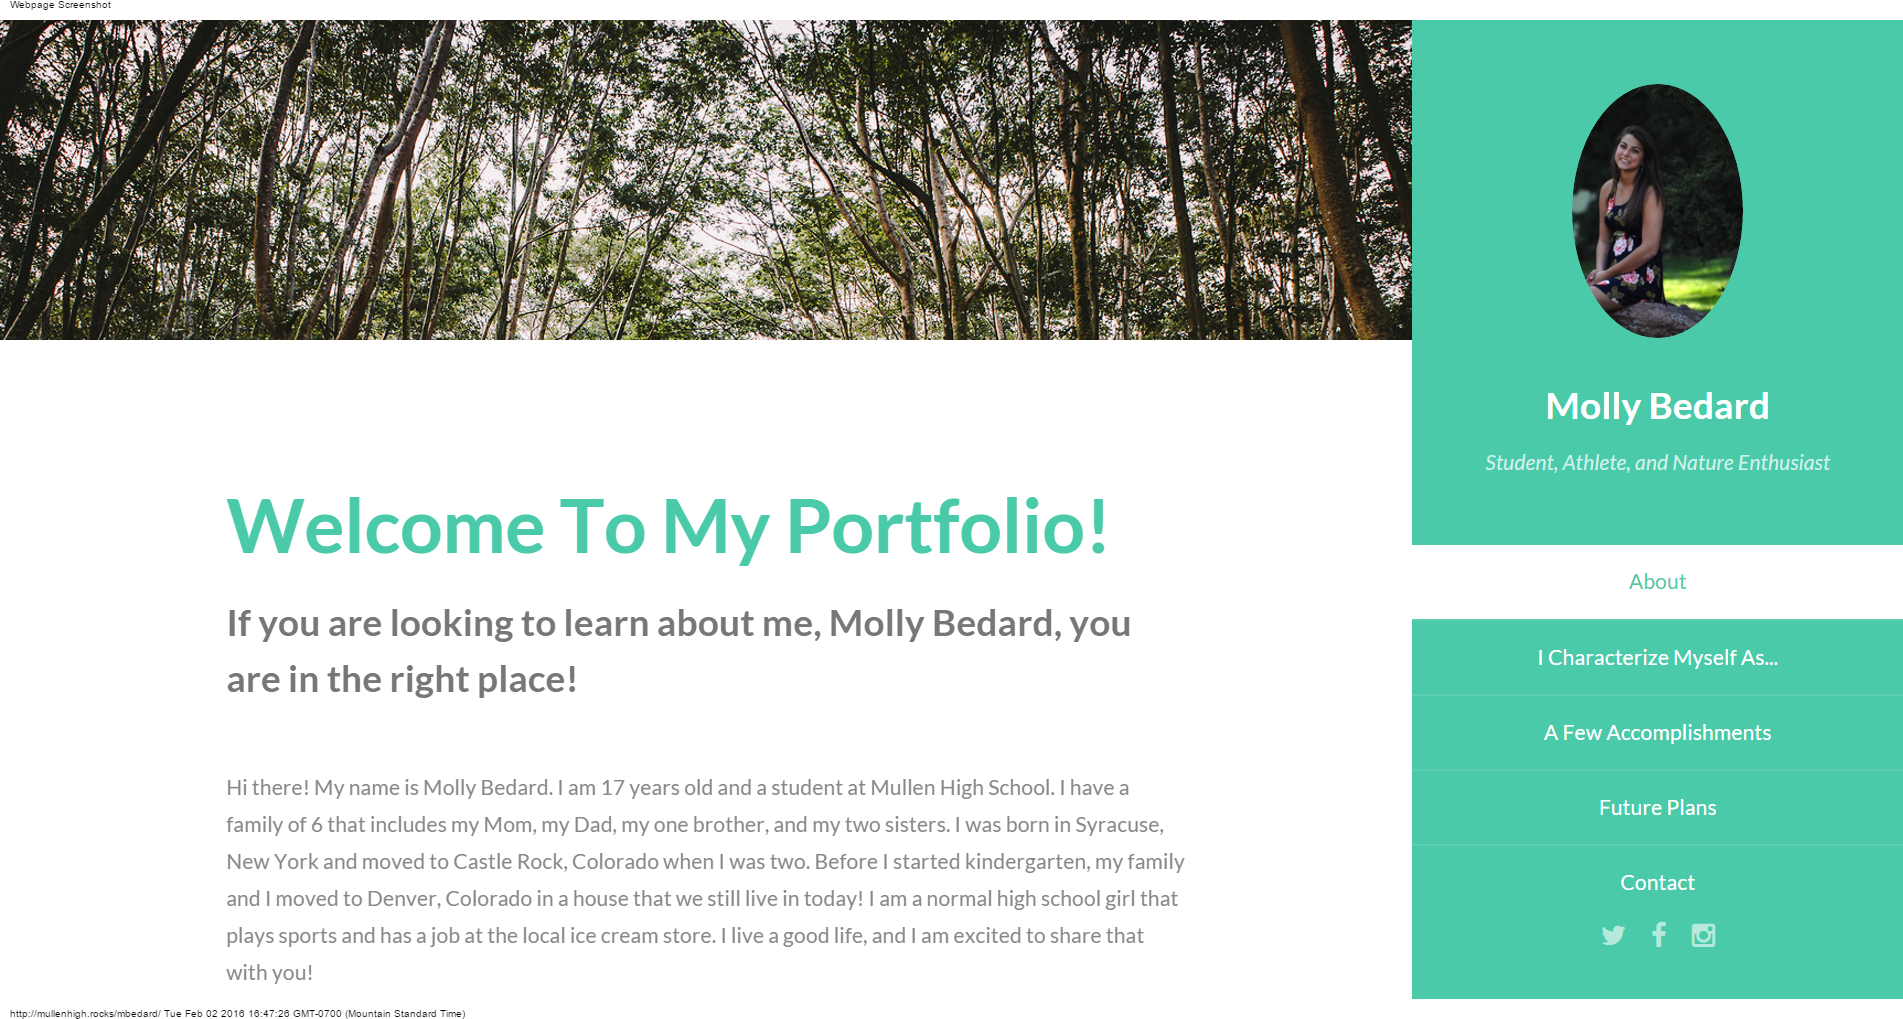 Webpage Screenshot
Molly Bedard
Student, Athlete, and Nature Enthusiast
About
I Characterize Myself As...
A Few Accomplishments
Future Plans
Contact
Welcome To My Portfolio!
If you are looking to learn about me, Molly Bedard, you
are in the right place!
Hi there! My name is Molly Bedard. I am 17 years old and a student at Mullen High School. I have a
family of 6 that includes my Mom, my Dad, my one brother, and my two sisters. I was born in Syracuse,
New York and moved to Castle Rock, Colorado when I was two. Before I started kindergarten, my family
and I moved to Denver, Colorado in a house that we still live in today! I am a normal high school girl that
plays sports and has a job at the local ice cream store. I live a good life, and I am excited to share that
with you!
http://mullenhigh.rocks/mbedard/ Tue Feb 02 2016 16:47:26 GMT-0700 (Mountain Standard Time)